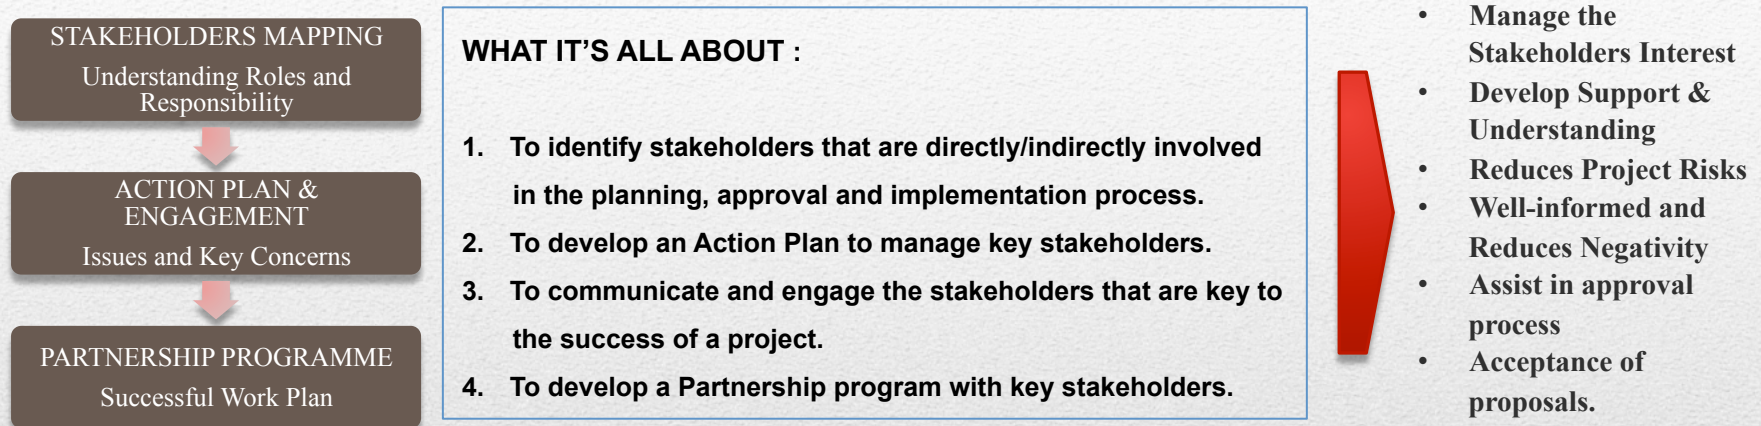 STAKEHOLDERS MAPPING
Understanding Roles and
Responsibility
ACTION PLAN &
ENGAGEMENT
Issues and Key Concerns
PARTNERSHIP PROGRAMME
Successful Work Plan
WHAT IT’S ALL ABOUT :
1. To identify stakeholders that are directly/indirectly involved
in the planning, approval and implementation process.
2. To develop an Action Plan to manage key stakeholders.
3. To communicate and engage the stakeholders that are key to
the success of a project.
4. To develop a Partnership program with key stakeholders.
• Manage the
Stakeholders Interest
• Develop Support &
Understanding
• Reduces Project Risks
• Well-informed and
Reduces Negativity
• Assist in approval
process
• Acceptance of
proposals.